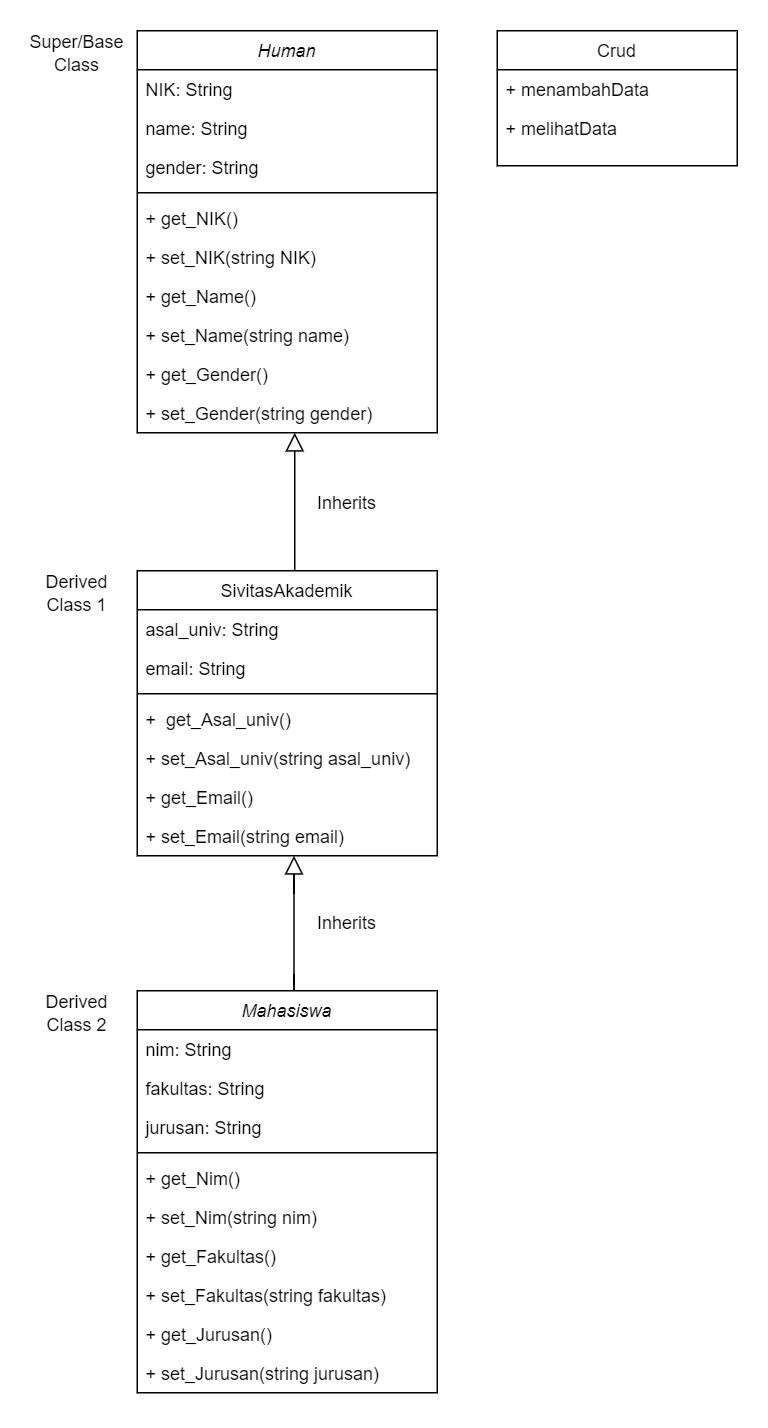 Super/Base
Class
Human
NIK: String
name: String
gender: String
+ get_NIK()
+ set_NIK(string NIK)
+ get_Name()
+ set_Name(string name)
+ get_Gender()
+ set_Gender(string gender)
Crud
+ menambahData
+ melihatData
Inherits
Derived
Class 1
SivitasAkademik
asal_univ: String
email: String
+  get_Asal_univ()
+ set_Asal_univ(string asal_univ)
+ get_Email()
+ set_Email(string email)
Inherits
Derived
Class 2
Mahasiswa
nim: String
fakultas: String
jurusan: String
+ get_Nim()
+ set_Nim(string nim)
+ get_Fakultas()
+ set_Fakultas(string fakultas)
+ get_Jurusan()
+ set_Jurusan(string jurusan)